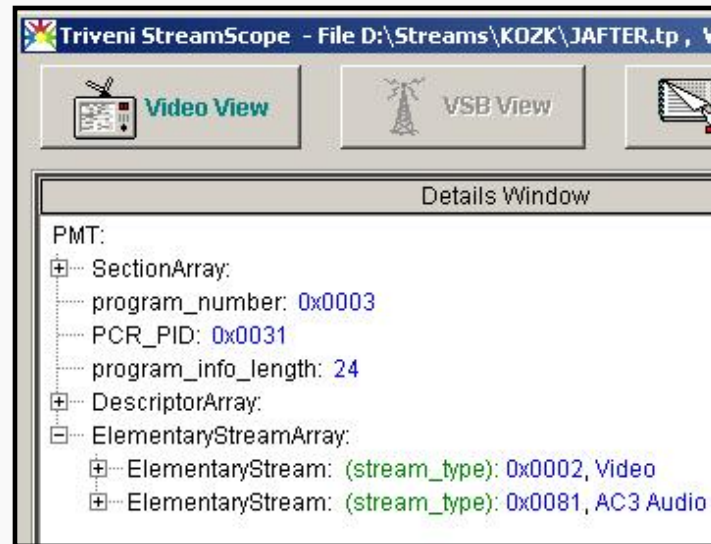 Triveni StreamScope - File D:\Streams\KOZK\JAFTER.tp ,
Video View
VSB View
Details Window
PMT:
SectionArray:
program_number: 0x0003
PCR_PID: 0x0031
program_info_length: 24
DescriptorArray:
ElementaryStreamArray:
ElementaryStream: (stream_type): 0x0002, Video
ElementaryStream: (stream_type): 0x0081, AC3 Audio